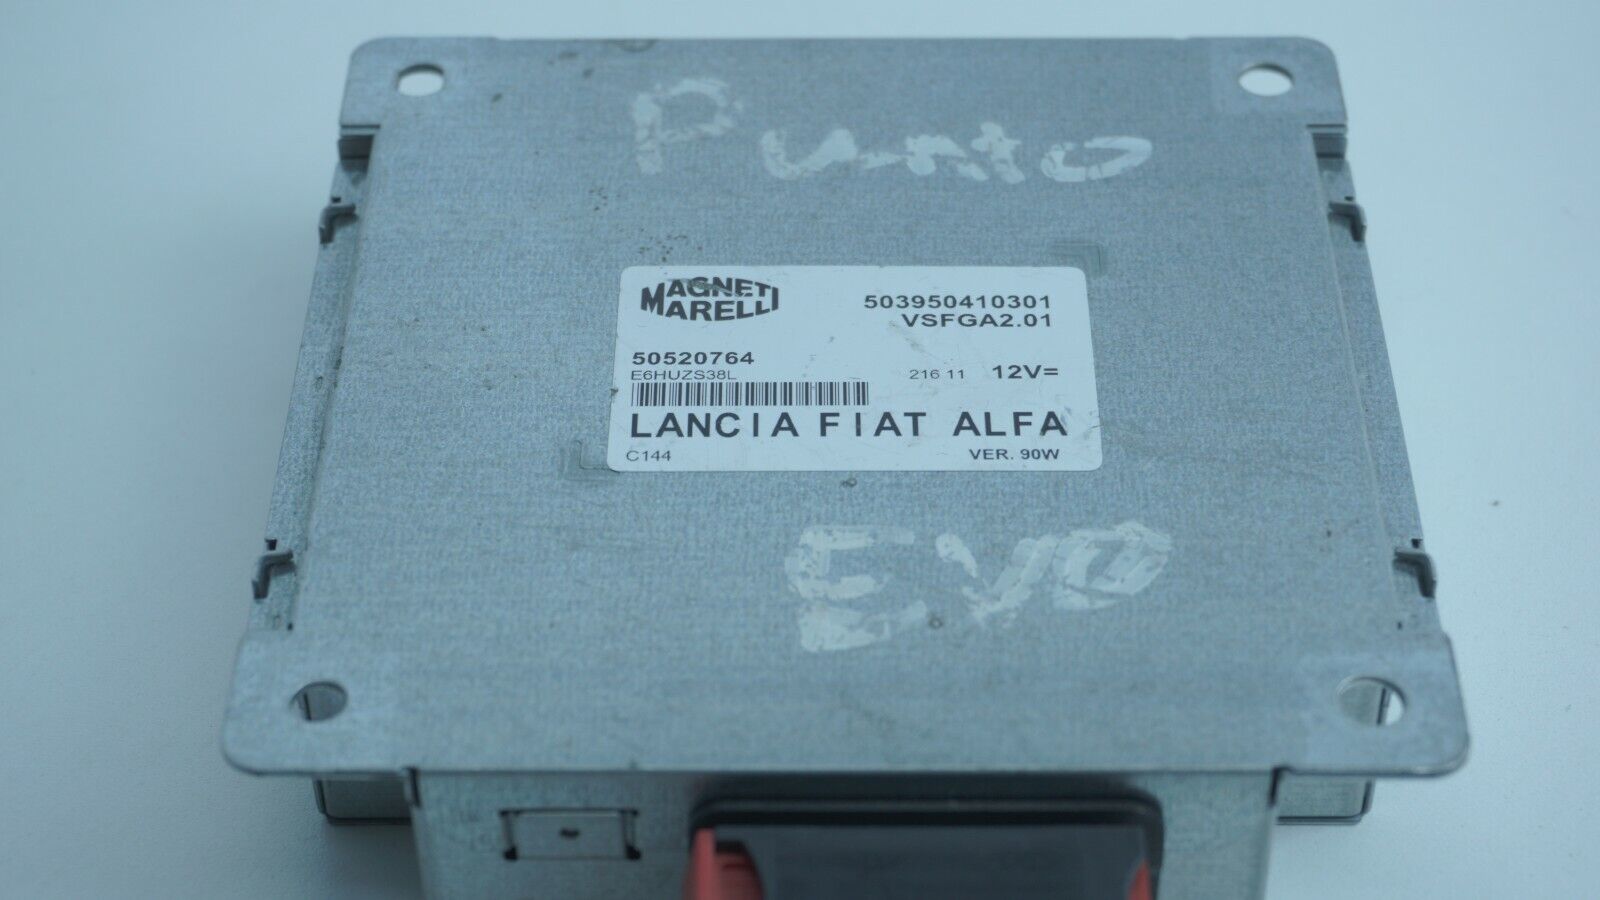 Punto
MAGNETI
MARELLI
503950410301
VSFGA2.01
50520764
E6HUZS38L
216 11 12V=
LANCIA FIAT ALFA
C144 VER. 90W
Evo